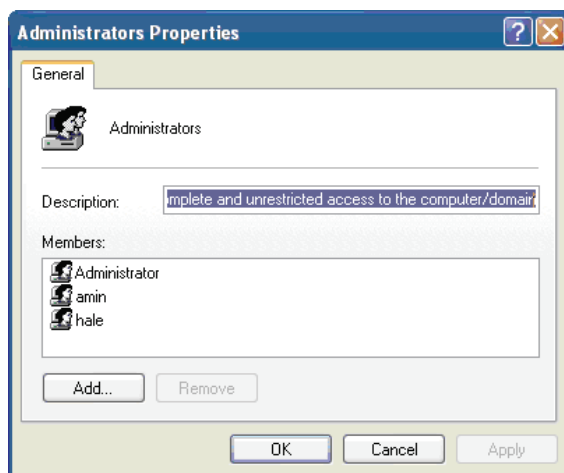 Administrators Properties
General
Administrators
Description:
mplete and unrestricted access to the computer/domain
Members:
Administrator
amin
hale
Add...
Remove
OK
Cancel
Apply